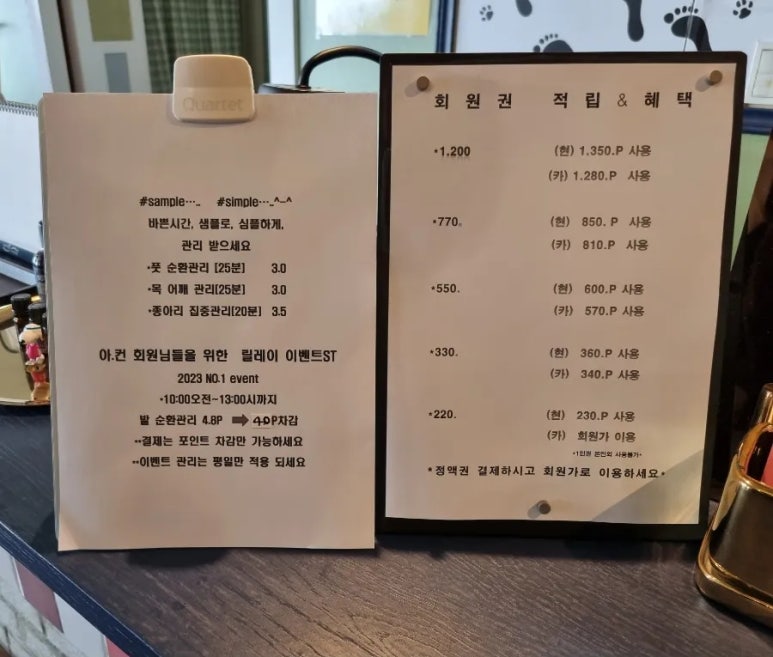 Quartet
#sample···.. #simple···..^-^
바쁜시간, 샘플로, 심플하게,
관리 받으세요
·풋 순환관리 [25분] 3.0
·목 어깨 관리[25분] 3.0
·종아리 집중관리[20분] 3.5
아.컨 회원님들을 위한 릴레이 이벤트ST
2023 NO.1 event
·10:00오전~13:00시까지
발 순환관리 4.8P ➡ 4.0P차감
··결제는 포인트 차감만 가능하세요
··이벤트 관리는 평일만 적용 되세요
회 원 권 적 립 & 혜 택
*1,200 (현) 1,350.P 사용
(카) 1,280.P 사용
*770. (현) 850. P 사용
(카) 810. P 사용
*550. (현) 600.P 사용
(카) 570.P 사용
*330. (현) 360.P 사용
(카) 340.P 사용
*220. (현) 230.P 사용
(카) 회원가 이용
*1인권 본인외 사용불가*
*정액권 결제하시고 회원가로 이용하세요*